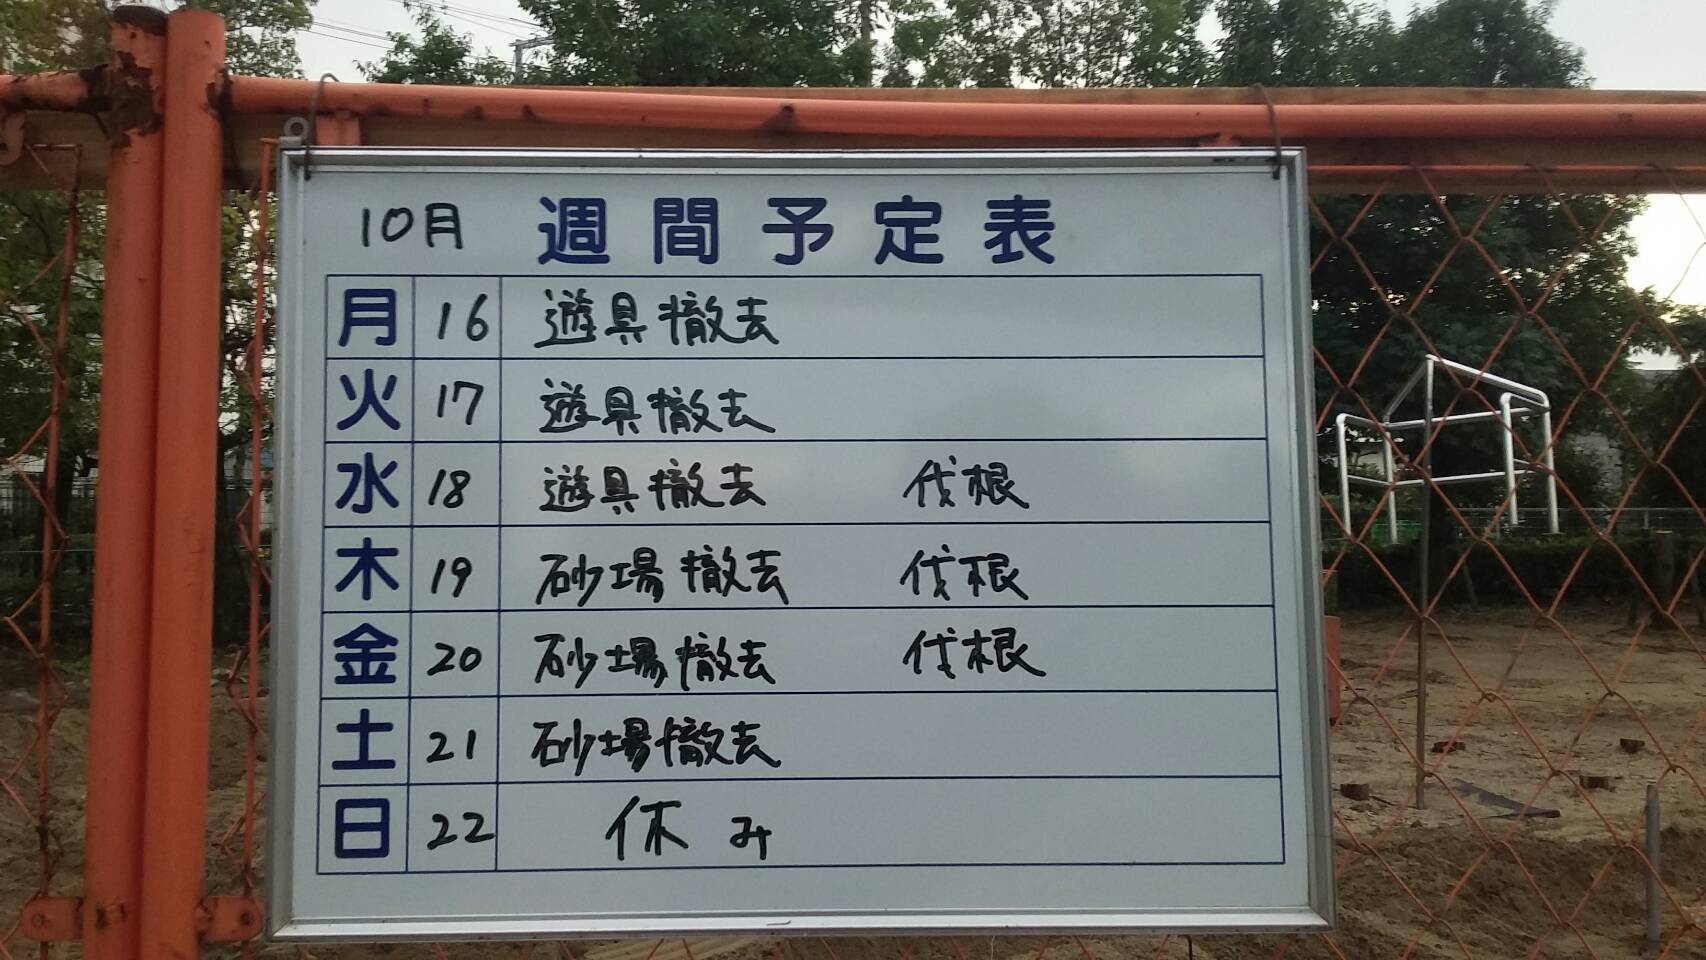 10月 週間予定表
月 16 遊具撤去
火 17 遊具撤去
水 18 遊具撤去 伐根
木 19 砂場撤去 伐根
金 20 砂場撤去 伐根
土 21 砂場撤去
日 22 休み